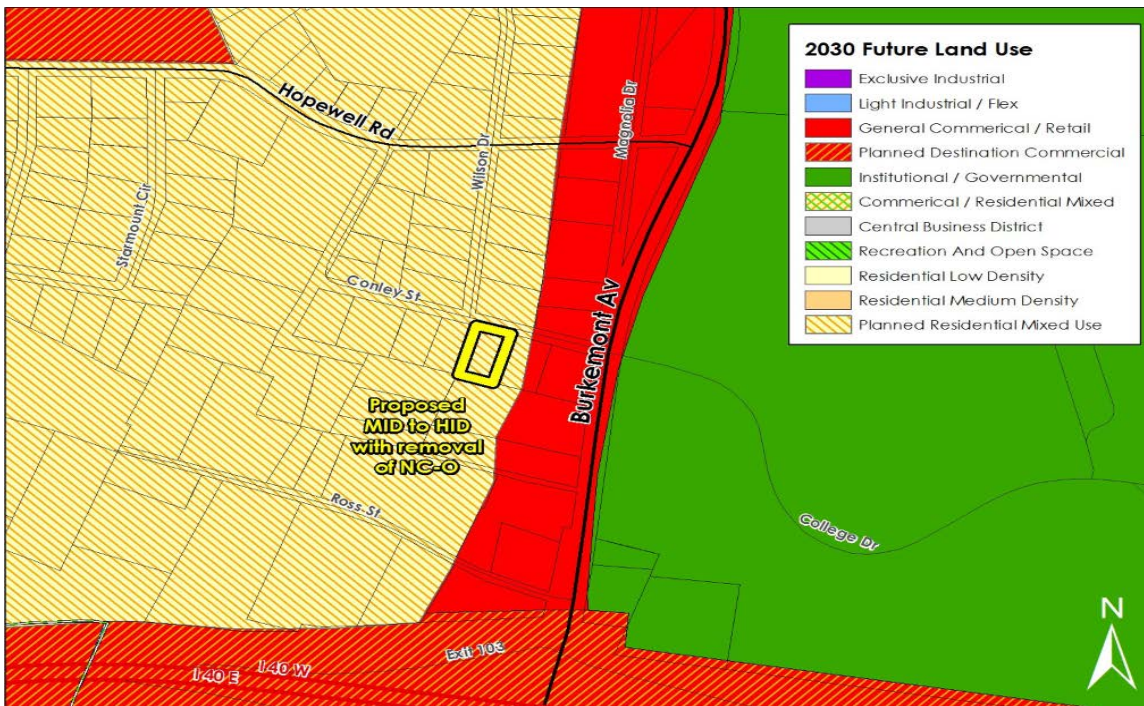 2030 Future Land Use
Exclusive Industrial
Light Industrial / Flex
General Commerical / Retail
Planned Destination Commercial
Institutional / Governmental
Commerical / Residential Mixed
Central Business District
Recreation And Open Space
Residential Low Density
Residential Medium Density
Planned Residential Mixed Use
Hopewell Rd
Magnolia Dr
Wilson Dr
Starmount Cir
Conley St
Burkemont Av
Proposed
MID to HID
with removal
of NC-O
Ross St
College Dr
Exit 103
I 40 W
I 40 E
N